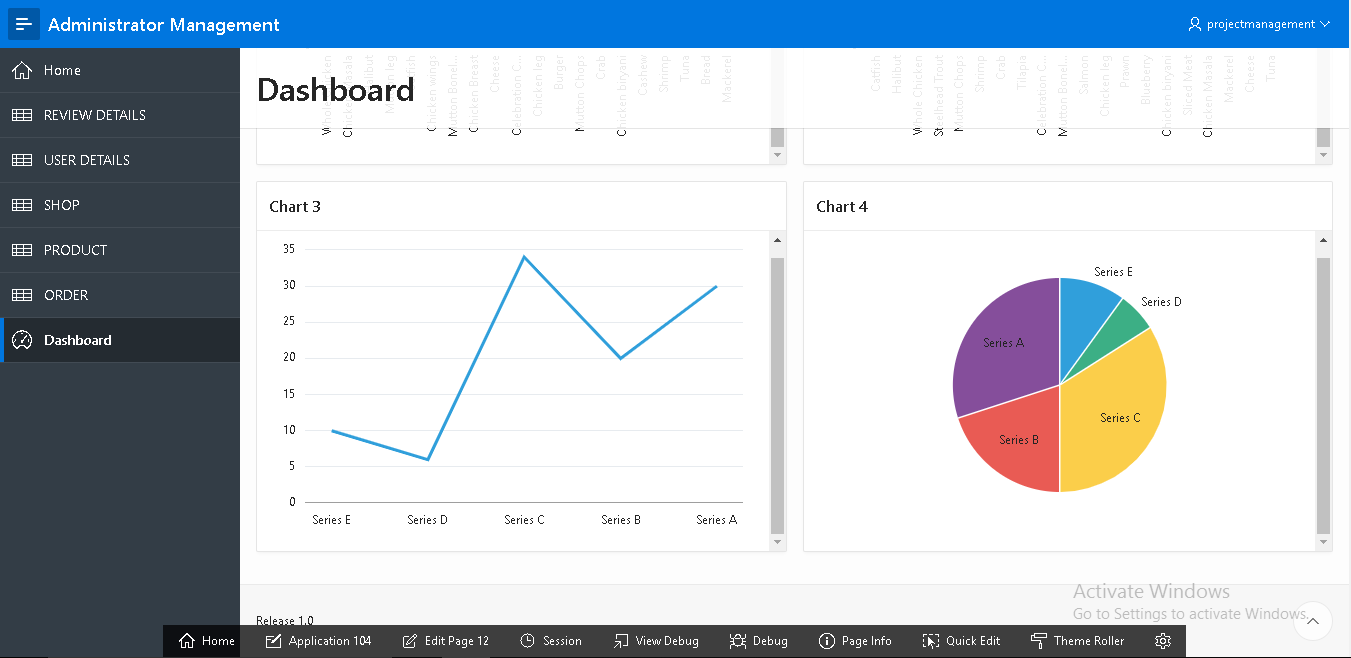 Administrator Management
projectmanagement
Home
REVIEW DETAILS
USER DETAILS
SHOP
PRODUCT
ORDER
Dashboard
Dashboard
Whole Chicken
Chicken Masala
Halibut
Mutton leg
Catfish
Chicken wings
Mutton Bonel...
Chicken Breast
Cheese
Celebration C...
Chicken leg
Burger
Mutton Chops
Crab
Chicken biryani
Cashew
Shrimp
Tuna
Bread
Mackerel
Catfish
Halibut
Whole Chicken
Steelhead Trout
Mutton Chops
Shrimp
Crab
Tilapia
Celebration C...
Mutton Bonel...
Salmon
Chicken leg
Prawn
Blueberry
Chicken biryani
Sliced Meat
Chicken Masala
Mackerel
Cheese
Tuna
Chart 3
35
30
25
20
15
10
5
0
Series E
Series D
Series C
Series B
Series A
Chart 4
Series E
Series D
Series A
Series C
Series B
Activate Windows
Go to Settings to activate Windows.
Release 1.0
Home
Application 104
Edit Page 12
Session
View Debug
Debug
Page Info
Quick Edit
Theme Roller